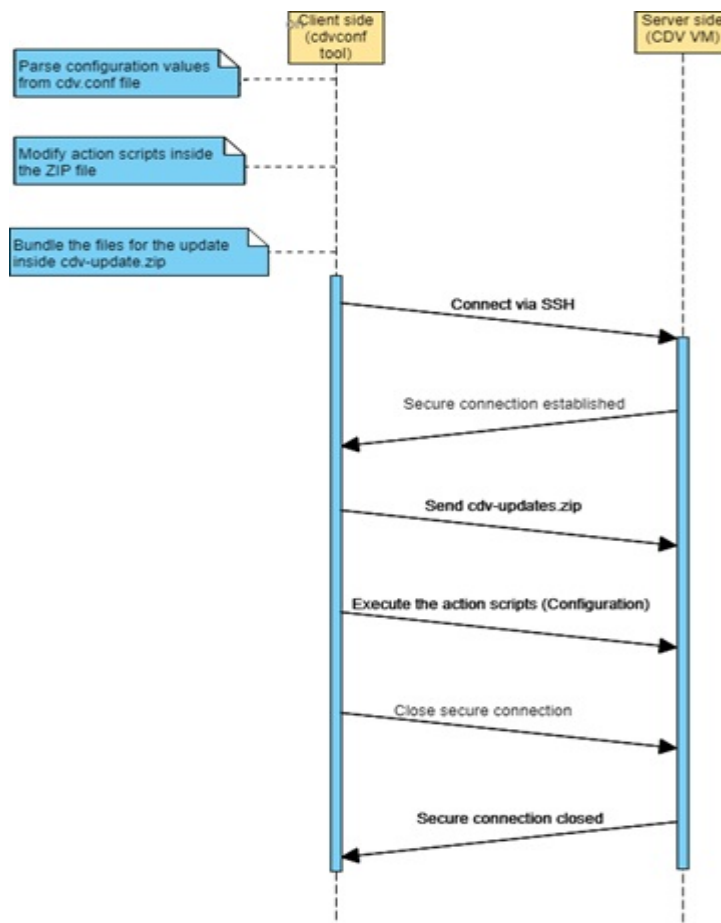 Client side
(cdvconf
tool)
Server side
(CDV VM)
Parse configuration values
from cdv.conf file
Modify action scripts inside
the ZIP file
Bundle the files for the update
inside cdv-update.zip
Connect via SSH
Secure connection established
Send cdv-updates.zip
Execute the action scripts (Configuration)
Close secure connection
Secure connection closed